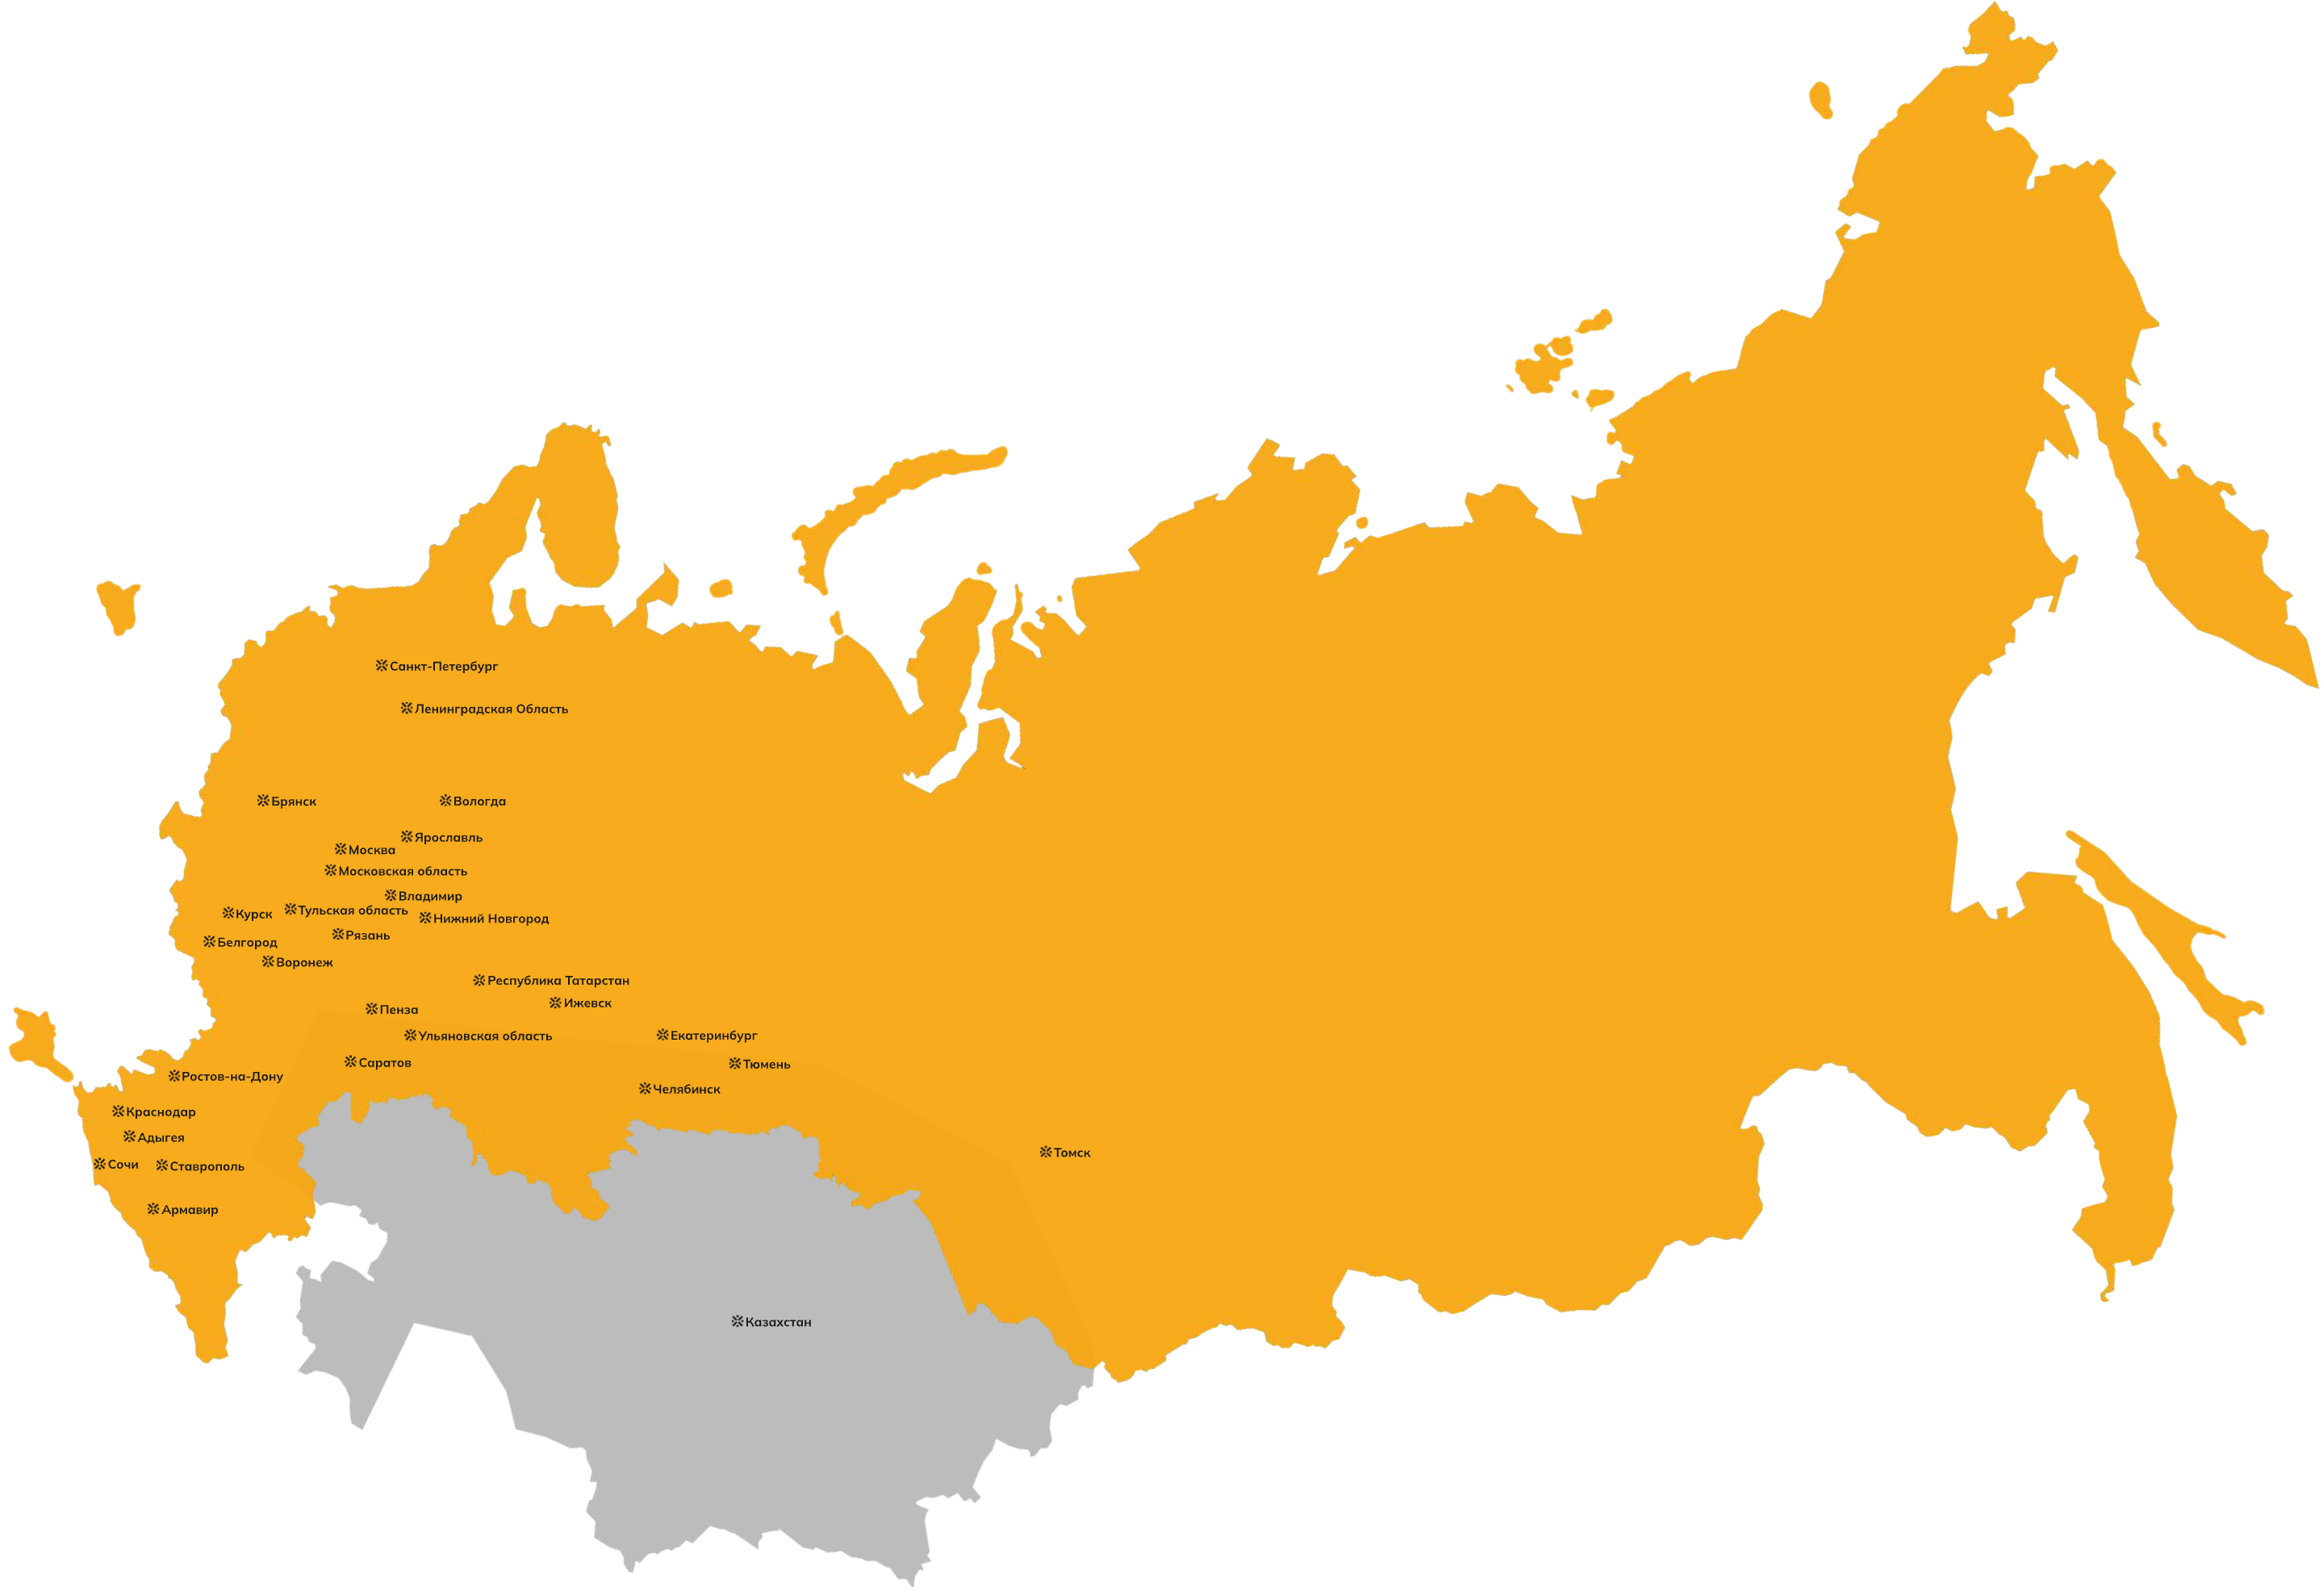 Санкт-Петербург
Ленинградская Область
Брянск
Вологда
Ярославль
Москва
Московская область
Владимир
Тульская область
Курск
Нижний Новгород
Рязань
Белгород
Воронеж
Республика Татарстан
Ижевск
Пенза
Ульяновская область
Екатеринбург
Саратов
Тюмень
Ростов-на-Дону
Челябинск
Краснодар
Адыгея
Томск
Сочи
Ставрополь
Армавир
Казахстан